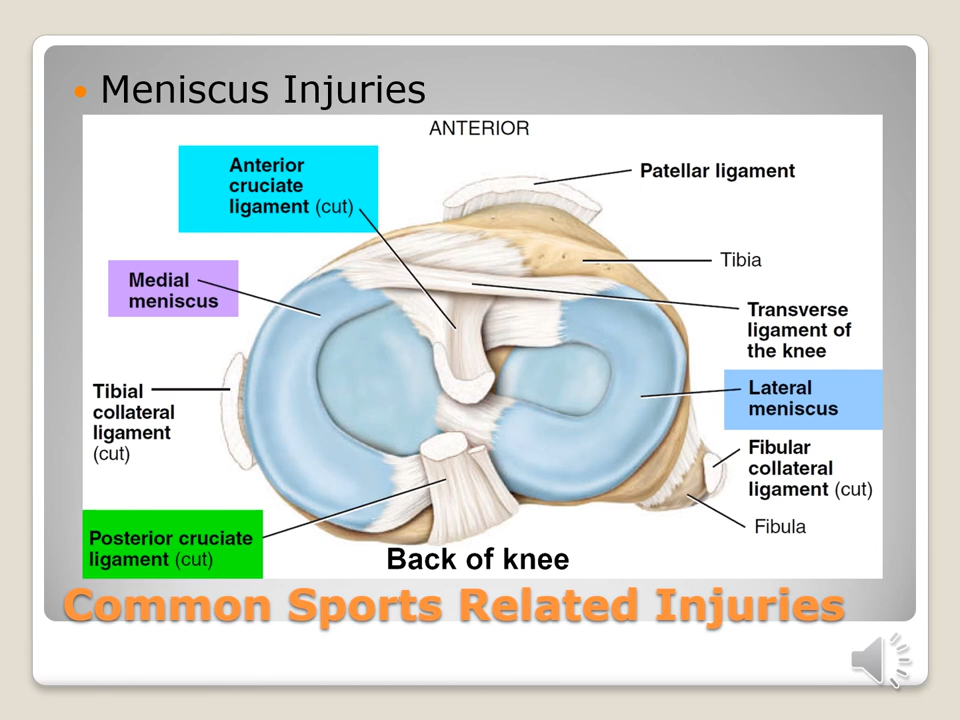 Meniscus Injuries
ANTERIOR
Anterior
cruciate
ligament (cut)
Patellar ligament
Tibia
Medial
meniscus
Transverse
ligament of
the knee
Tibial
collateral
ligament
(cut)
Lateral
meniscus
Fibular
collateral
ligament (cut)
Fibula
Posterior cruciate
ligament (cut)
Back of knee
Common Sports Related Injuries